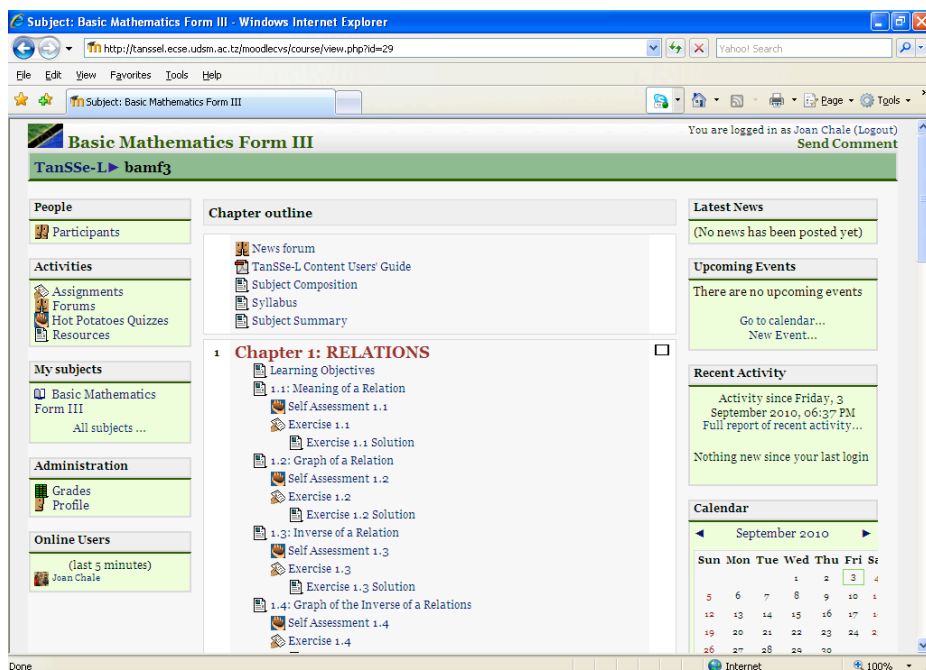 Subject: Basic Mathematics Form III - Windows Internet Explorer
http://tanssel.ecse.udsm.ac.tz/moodlecvs/course/view.php?id=29
Yahoo! Search
File Edit View Favorites Tools Help
Subject: Basic Mathematics Form III
Page Tools
Basic Mathematics Form III
You are logged in as Joan Chale (Logout)
Send Comment
TanSSe-L► bamf3
People
Participants
Activities
Assignments
Forums
Hot Potatoes Quizzes
Resources
My subjects
Basic Mathematics
Form III
All subjects ...
Administration
Grades
Profile
Online Users
(last 5 minutes)
Joan Chale
Chapter outline
News forum
TanSSe-L Content Users' Guide
Subject Composition
Syllabus
Subject Summary
1 Chapter 1: RELATIONS
Learning Objectives
1.1: Meaning of a Relation
Self Assessment 1.1
Exercise 1.1
Exercise 1.1 Solution
1.2: Graph of a Relation
Self Assessment 1.2
Exercise 1.2
Exercise 1.2 Solution
1.3: Inverse of a Relation
Self Assessment 1.3
Exercise 1.3
Exercise 1.3 Solution
1.4: Graph of the Inverse of a Relations
Self Assessment 1.4
Exercise 1.4
Latest News
(No news has been posted yet)
Upcoming Events
There are no upcoming events
Go to calendar...
New Event...
Recent Activity
Activity since Friday, 3
September 2010, 06:37 PM
Full report of recent activity...
Nothing new since your last login
Calendar
◄ September 2010 ►
Sun Mon Tue Wed Thu Fri
1 2 3 4
5 6 7 8 9 10
12 13 14 15 16 17
19 20 21 22 23 24
26 27 28 29 30
Done
Internet
100%